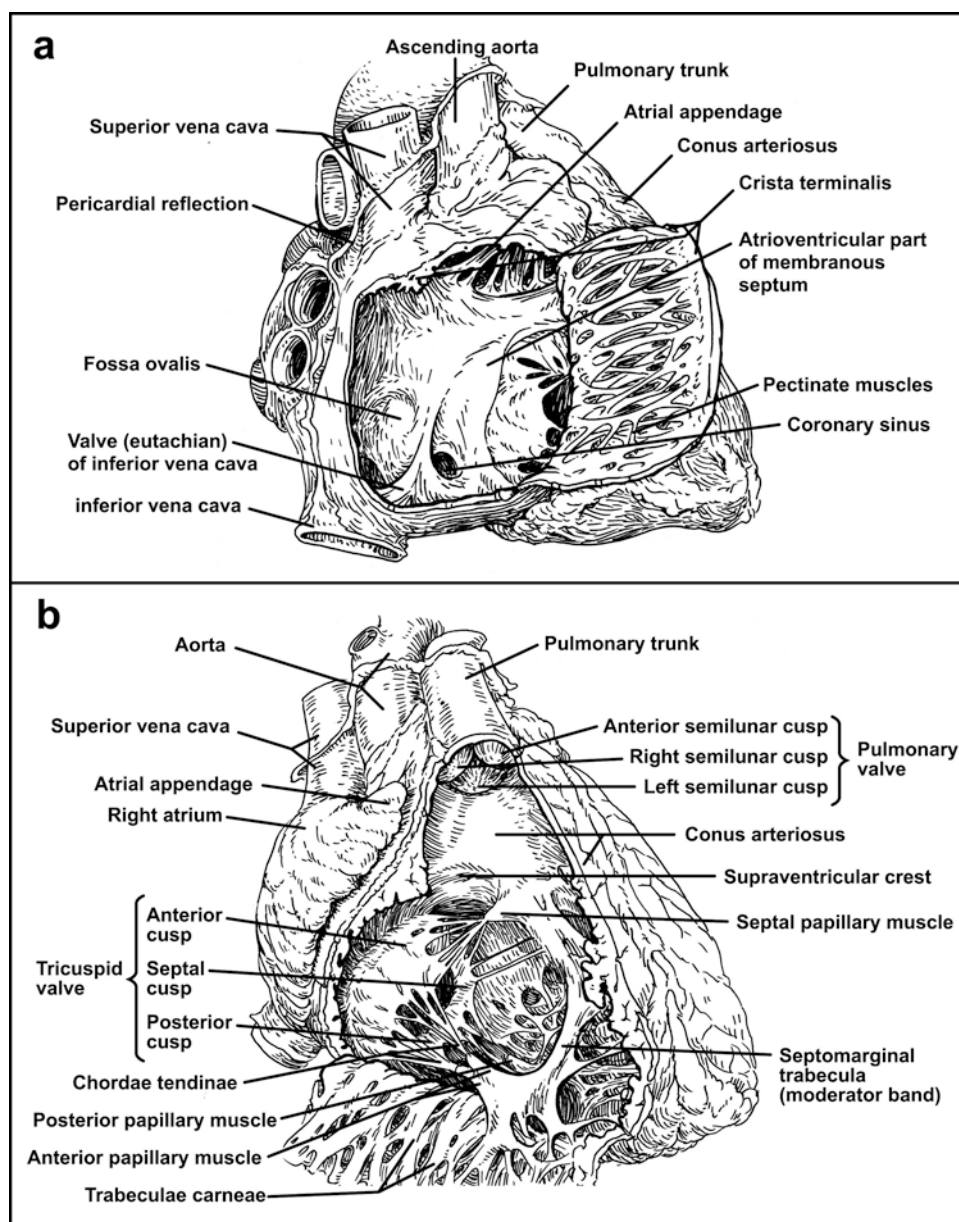 a
Ascending aorta
Pulmonary trunk
Superior vena cava
Atrial appendage
Conus arteriosus
Pericardial reflection
Crista terminalis
Atrioventricular part
of membranous
septum
Fossa ovalis
Pectinate muscles
Valve (eutachian)
of inferior vena cava
Coronary sinus
inferior vena cava
b
Aorta
Pulmonary trunk
Superior vena cava
Anterior semilunar cusp
Right semilunar cusp
Left semilunar cusp
Pulmonary
valve
Atrial appendage
Right atrium
Conus arteriosus
Supraventricular crest
Septal papillary muscle
Tricuspid
valve
Anterior
cusp
Septal
cusp
Posterior
cusp
Chordae tendinae
Septomarginal
trabecula
(moderator band)
Posterior papillary muscle
Anterior papillary muscle
Trabeculae carneae